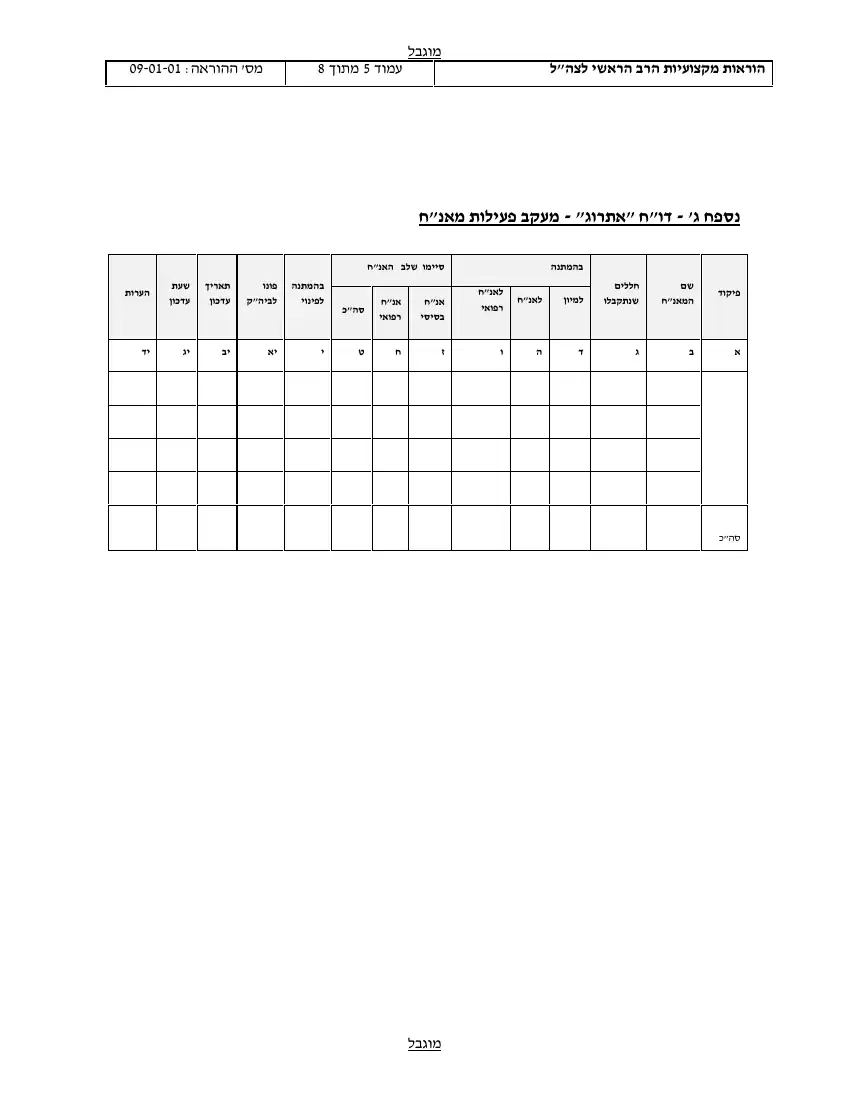 מוגבל
הוראות מקצועיות הרב הראשי לצה"ל עמוד 5 מתוך 8 מס' ההוראה : 09-01-01
נספח ג' - דו"ח "אתרוג" - מעקב פעילות מאנ"ח
פיקוד שם המאנ"ח חללים שנתקבלו בהמתנה סיימו שלב האנ"ח בהמתנה לפינוי פונו לביה"ק תאריך עדכון שעת עדכון הערות
למיון לאנ"ח לאנ"ח רפואי אנ"ח בסיסי אנ"ח רפואי סה"כ
א ב ג ד ה ו ז ח ט י יא יב יג יד
סה"כ
מוגבל